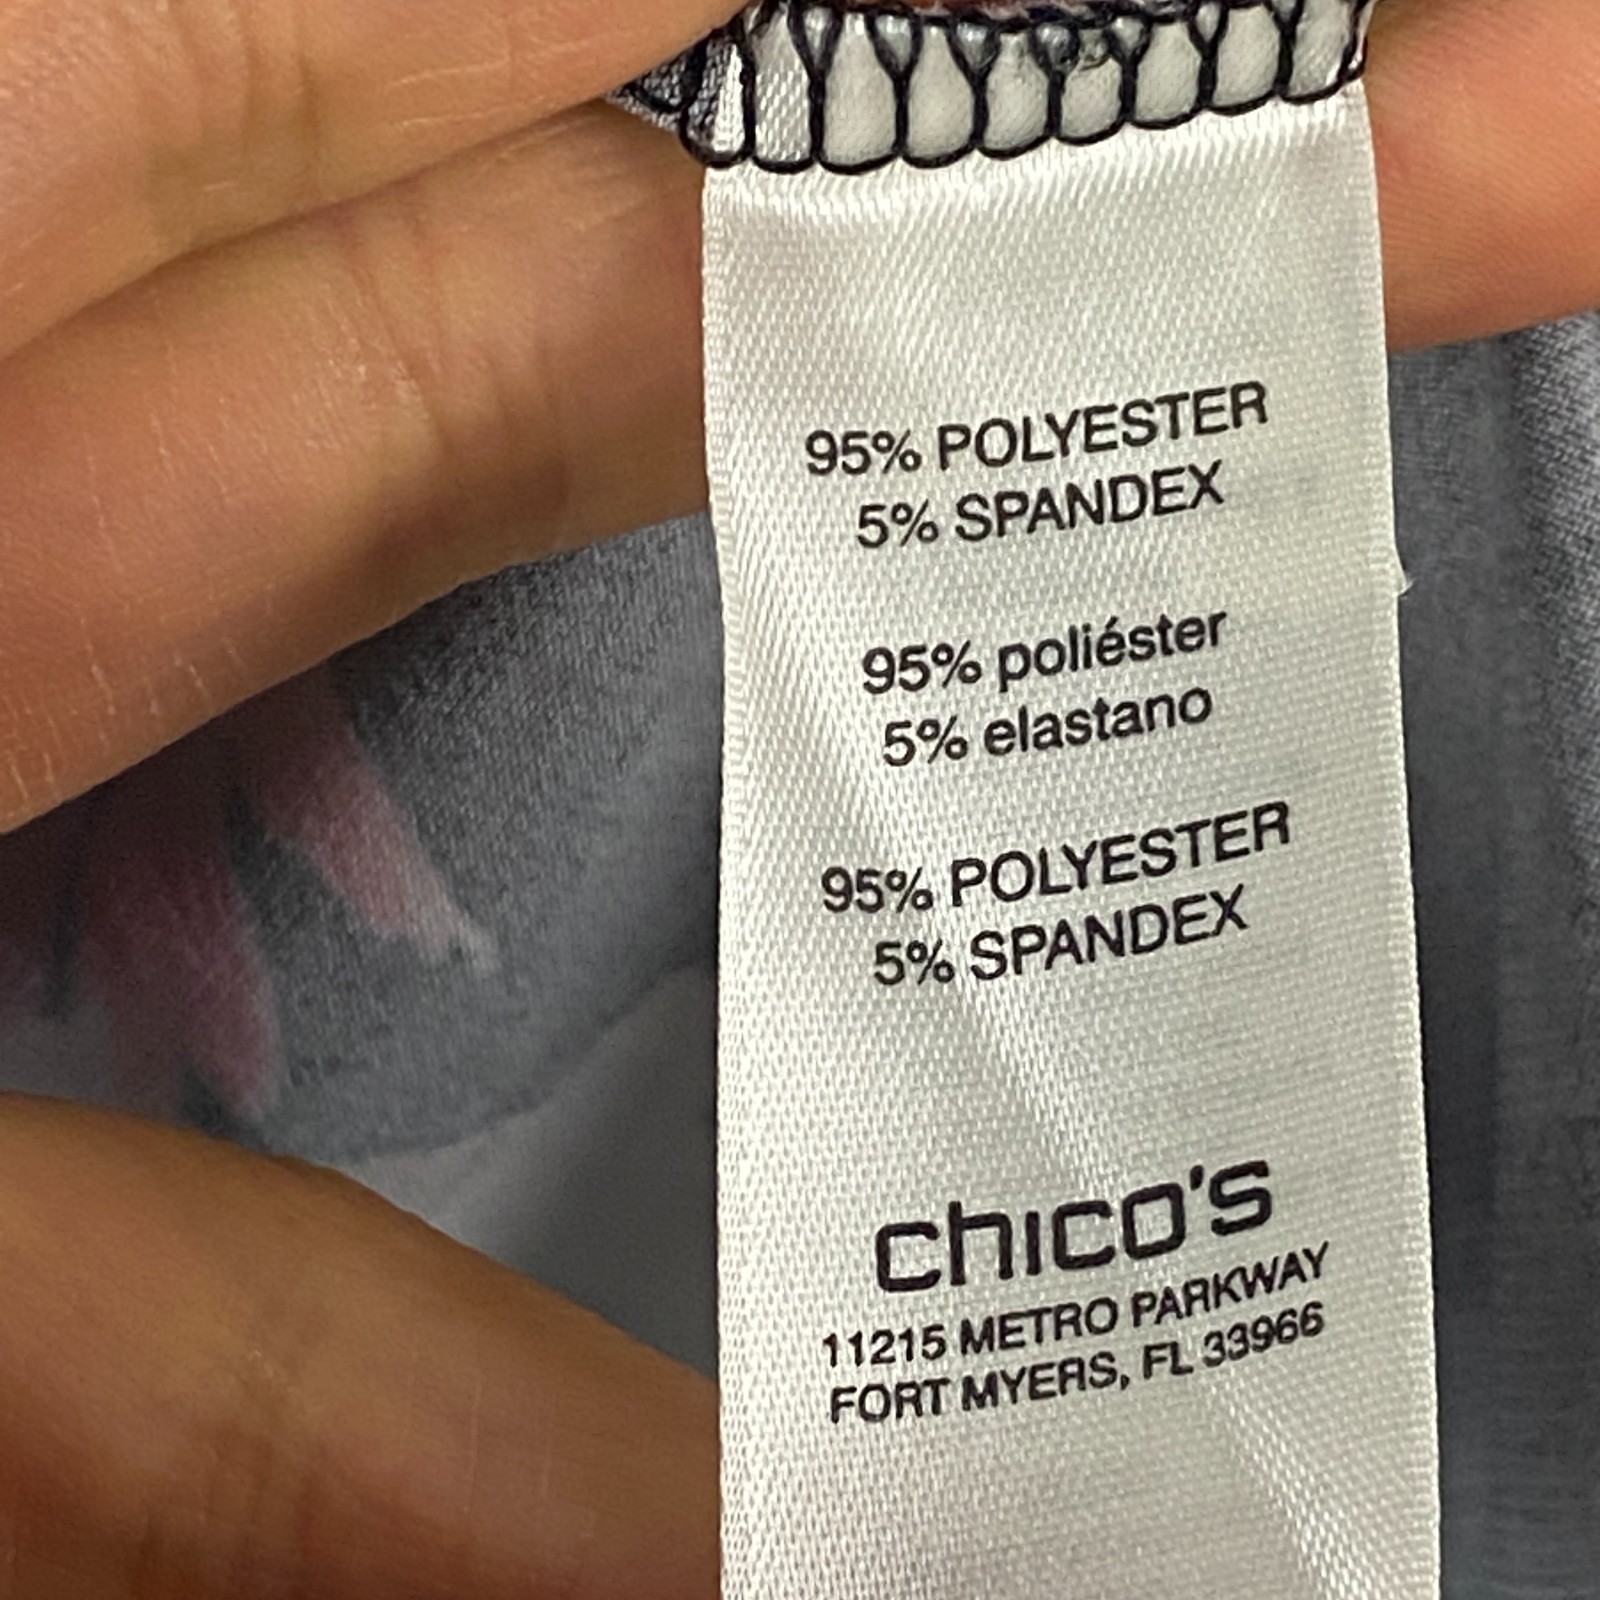 95% POLYESTER
5% SPANDEX
95% poliéster
5% elastano
95% POLYESTER
5% SPANDEX
chico's
11215 METRO PARKWAY
FORT MYERS, FL 33966